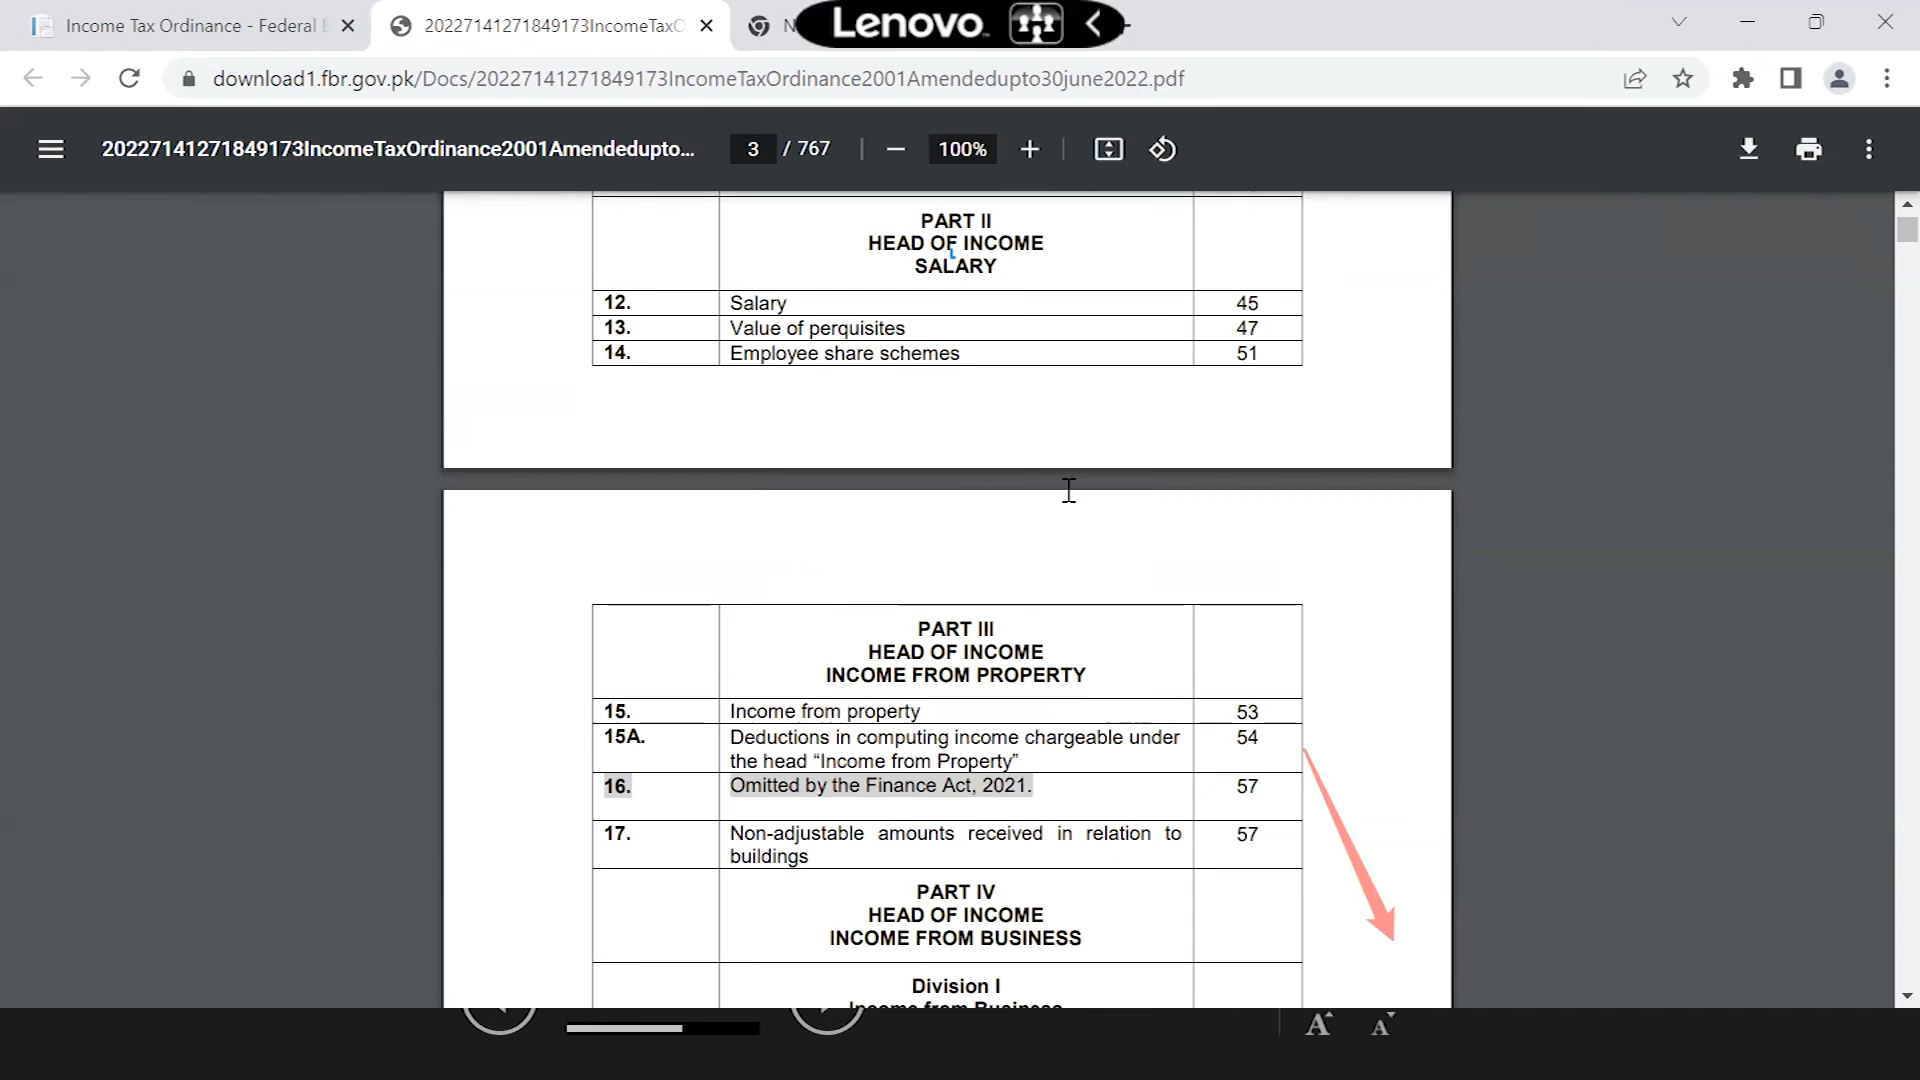 Income Tax Ordinance - Federal
20227141271849173IncomeTaxO
Lenovo
download1.fbr.gov.pk/Docs/20227141271849173IncomeTaxOrdinance2001Amendedupto30june2022.pdf
20227141271849173IncomeTaxOrdinance2001Amendedupto... 3 / 767 100%
PART II
HEAD OF INCOME
SALARY
12. Salary 45
13. Value of perquisites 47
14. Employee share schemes 51
PART III
HEAD OF INCOME
INCOME FROM PROPERTY
15. Income from property 53
15A. Deductions in computing income chargeable under 54
the head “Income from Property”
16. Omitted by the Finance Act, 2021. 57
17. Non-adjustable amounts received in relation to 57
buildings
PART IV
HEAD OF INCOME
INCOME FROM BUSINESS
Division I
Income from Business
A A